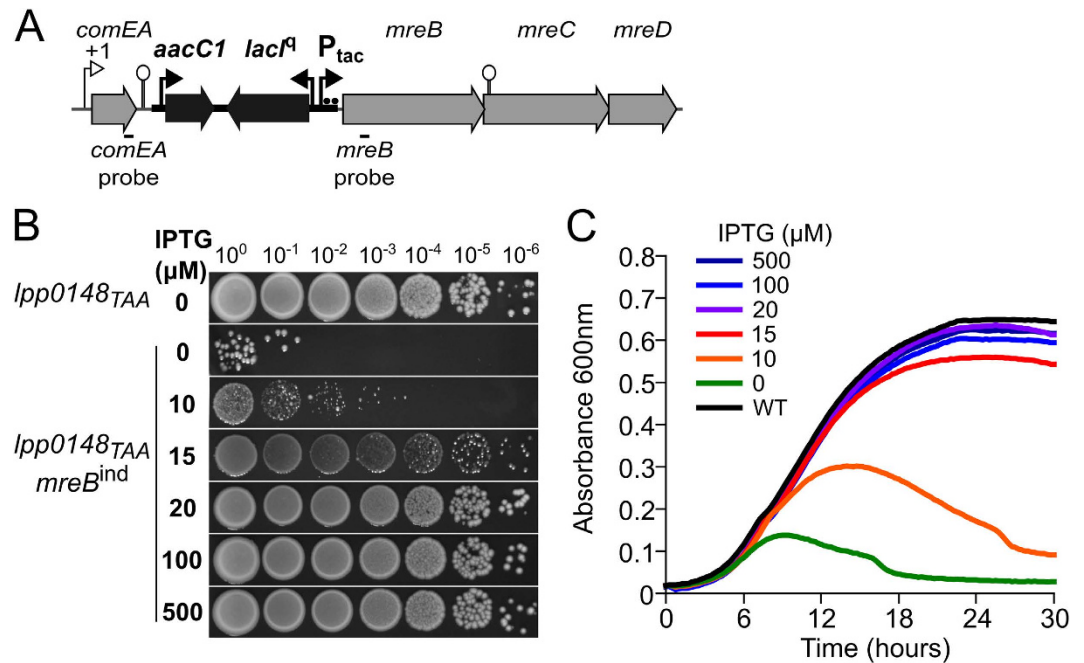 A
comEA
+1
aacC1
lacIq
Ptac
mreB
mreC
mreD
comEA
probe
mreB
probe
B
IPTG
(µM)
10⁰ 10⁻¹ 10⁻² 10⁻³ 10⁻⁴ 10⁻⁵ 10⁻⁶
lpp0148TAA
0
0
10
lpp0148TAA
mreBind
15
20
100
500
C
IPTG (µM)
500
100
20
15
10
0
WT
Absorbance 600nm
0.8
0.7
0.6
0.5
0.4
0.3
0.2
0.1
0
0 6 12 18 24 30
Time (hours)